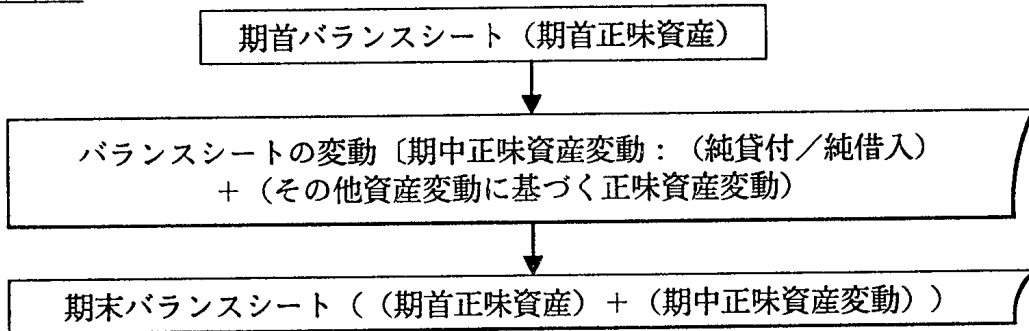 期首バランスシート(期首正味資産)
バランスシートの変動〔期中正味資産変動:(純貸付/純借入)
+(その他資産変動に基づく正味資産変動)
期末バランスシート((期首正味資産)+(期中正味資産変動))